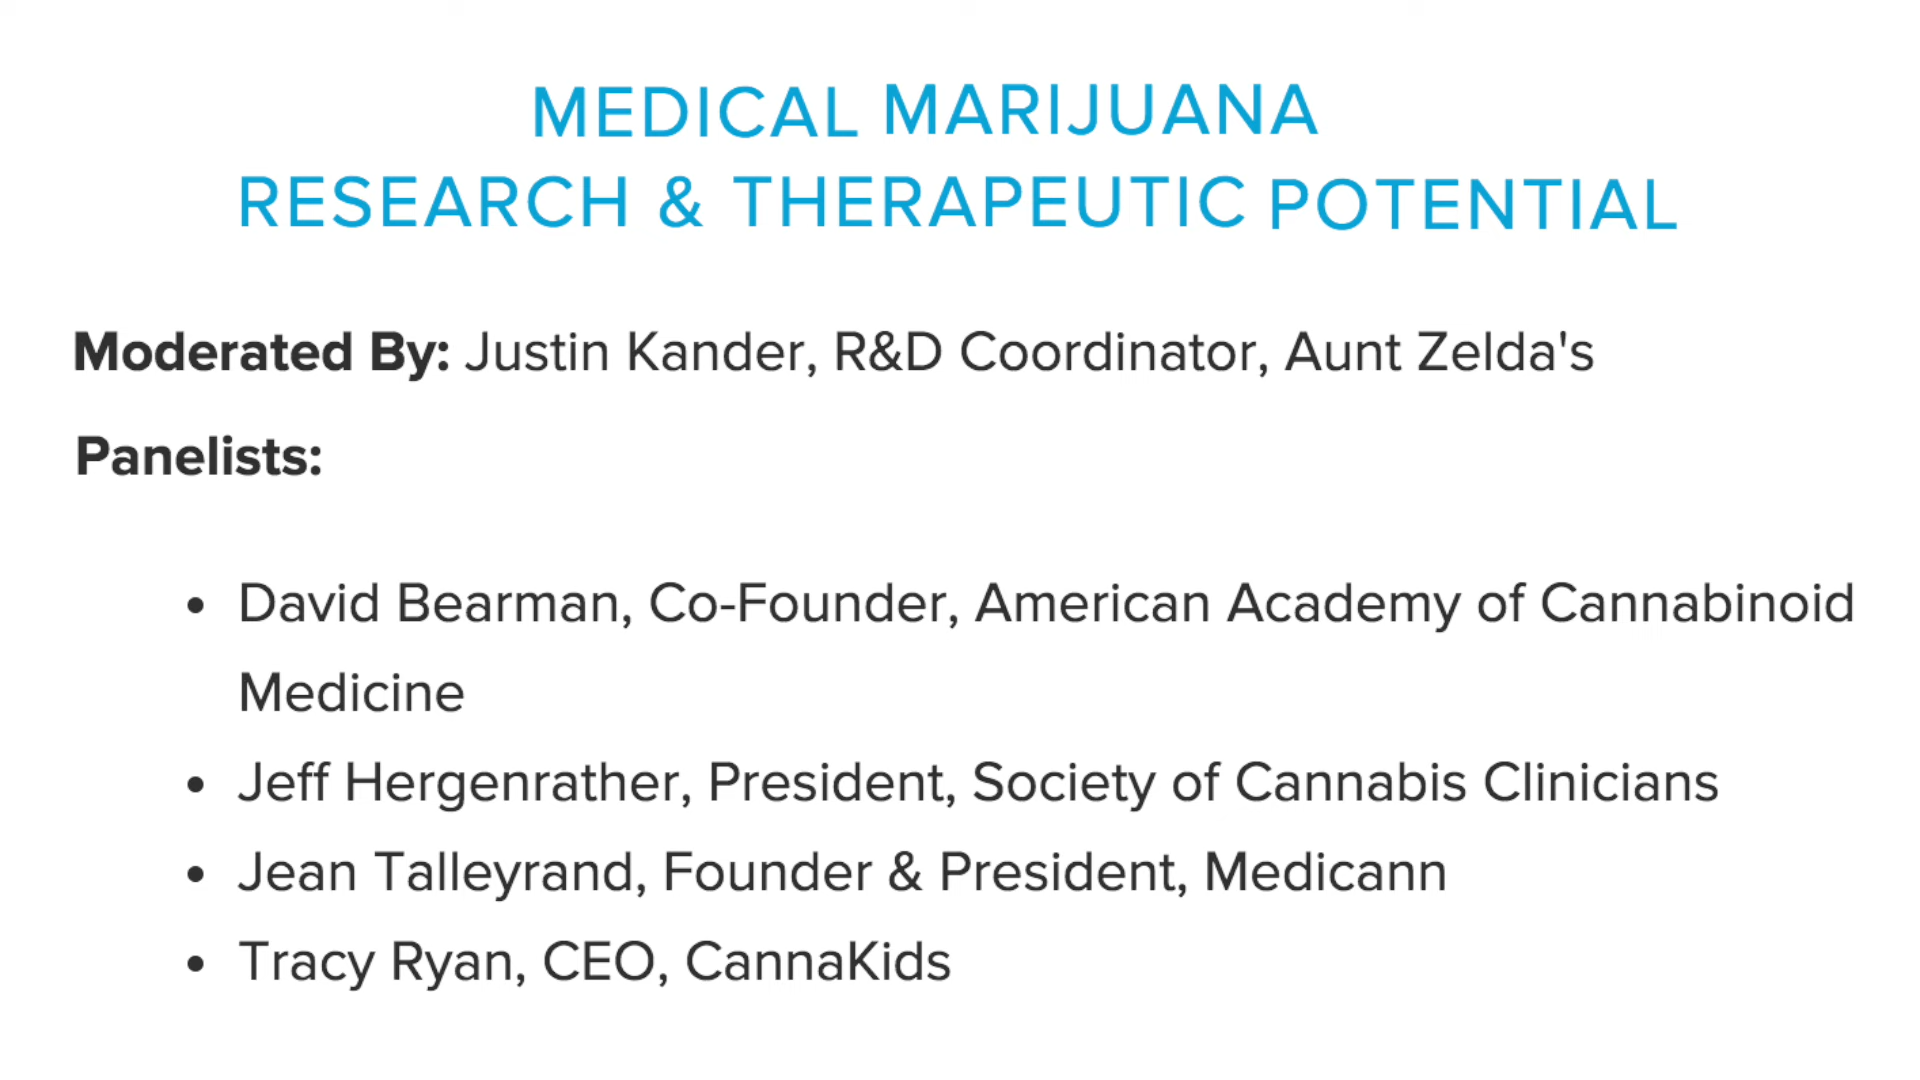 MEDICAL MARIJUANA
RESEARCH & THERAPEUTIC POTENTIAL
Moderated By: Justin Kander, R&D Coordinator, Aunt Zelda's
Panelists:
• David Bearman, Co-Founder, American Academy of Cannabinoid
Medicine
• Jeff Hergenrather, President, Society of Cannabis Clinicians
• Jean Talleyrand, Founder & President, Medicann
• Tracy Ryan, CEO, CannaKids